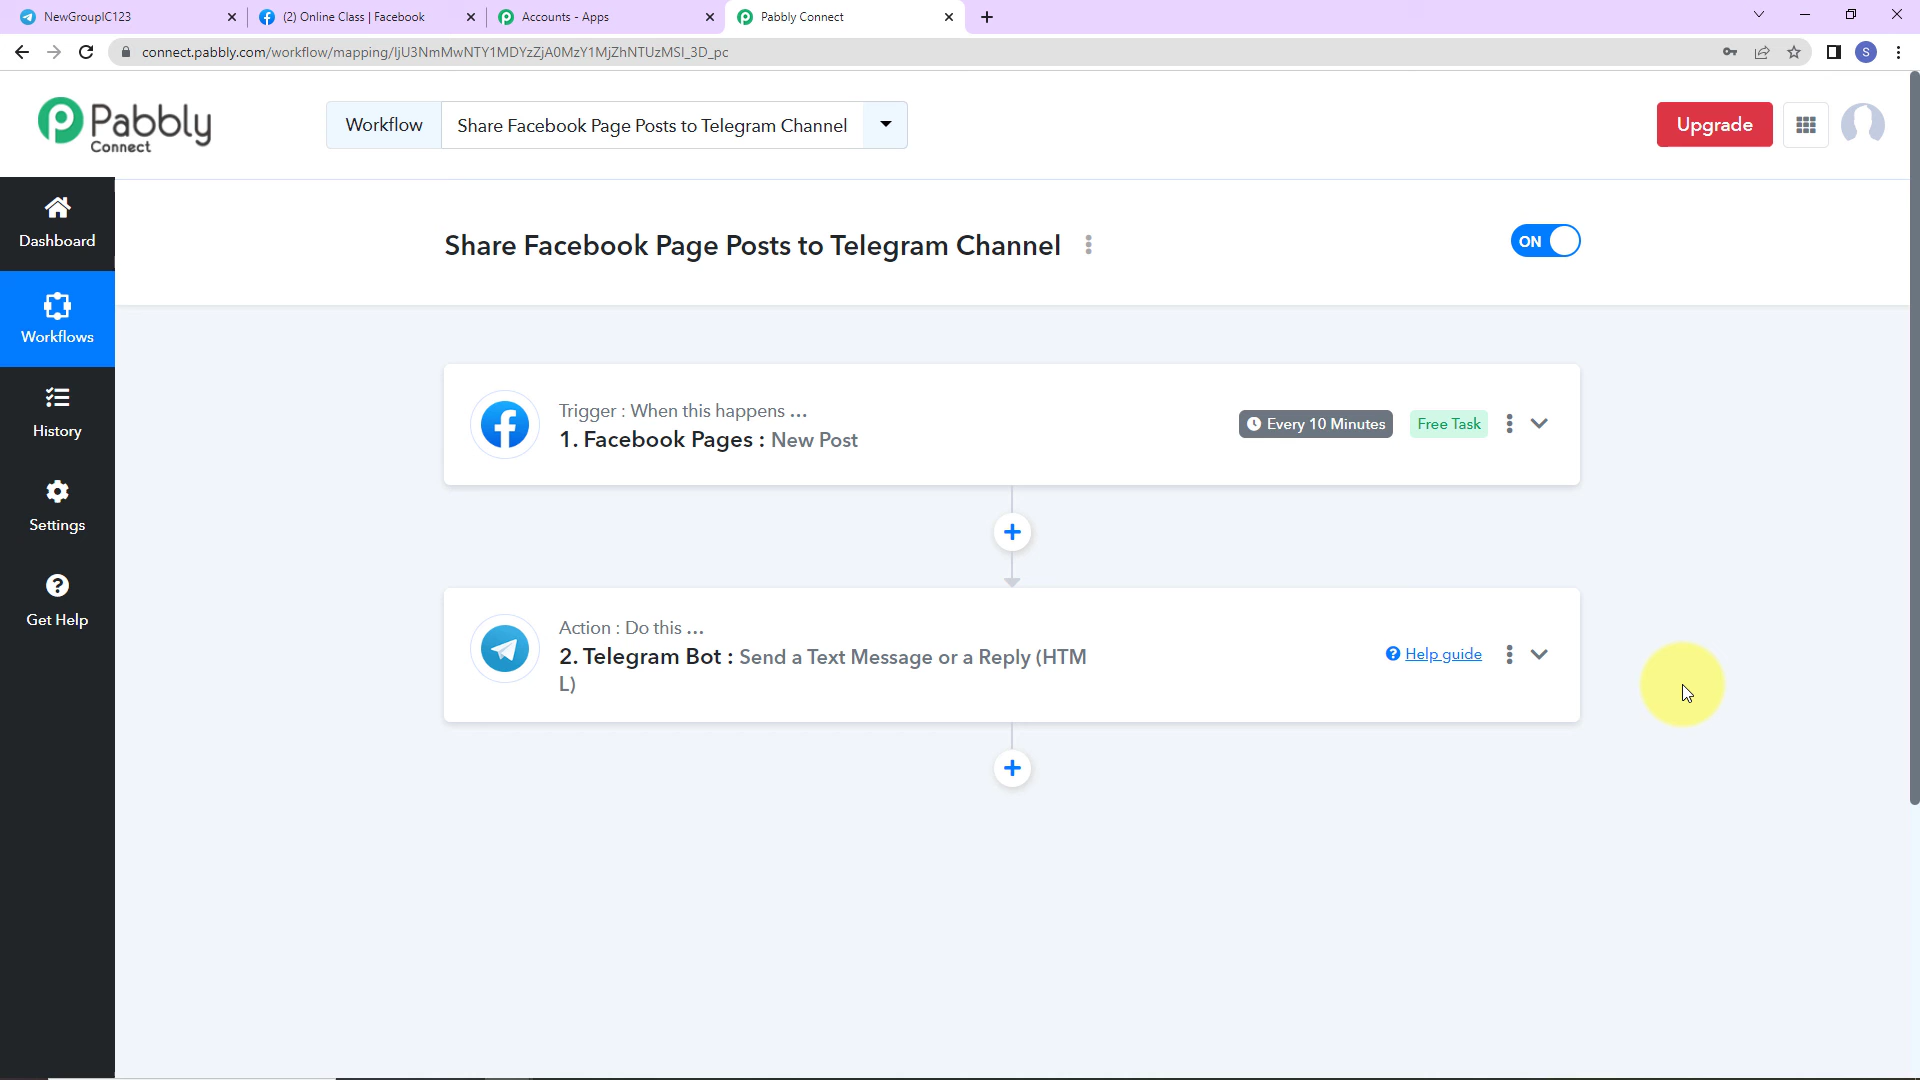 NewGroupIC123
(2) Online Class | Facebook
Accounts - Apps
Pabbly Connect
connect.pabbly.com/workflow/mapping/IjU3NmMwNTY1MDYzZjA0MzY1MjZhNTUzMSI_3D_pc
S
Pabbly
Connect
Workflow
Share Facebook Page Posts to Telegram Channel
Upgrade
Dashboard
Workflows
History
Settings
Get Help
Share Facebook Page Posts to Telegram Channel
ON
Trigger : When this happens ...
1. Facebook Pages : New Post
Every 10 Minutes
Free Task
Action : Do this ...
2. Telegram Bot : Send a Text Message or a Reply (HTM
L)
Help guide